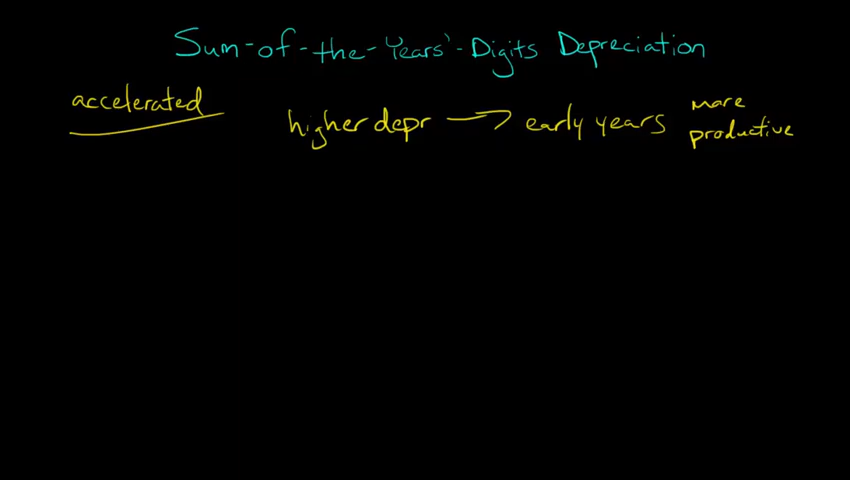 Sum-of-the-Years'-Digits Depreciation
accelerated
higher depr → early years
more
productive